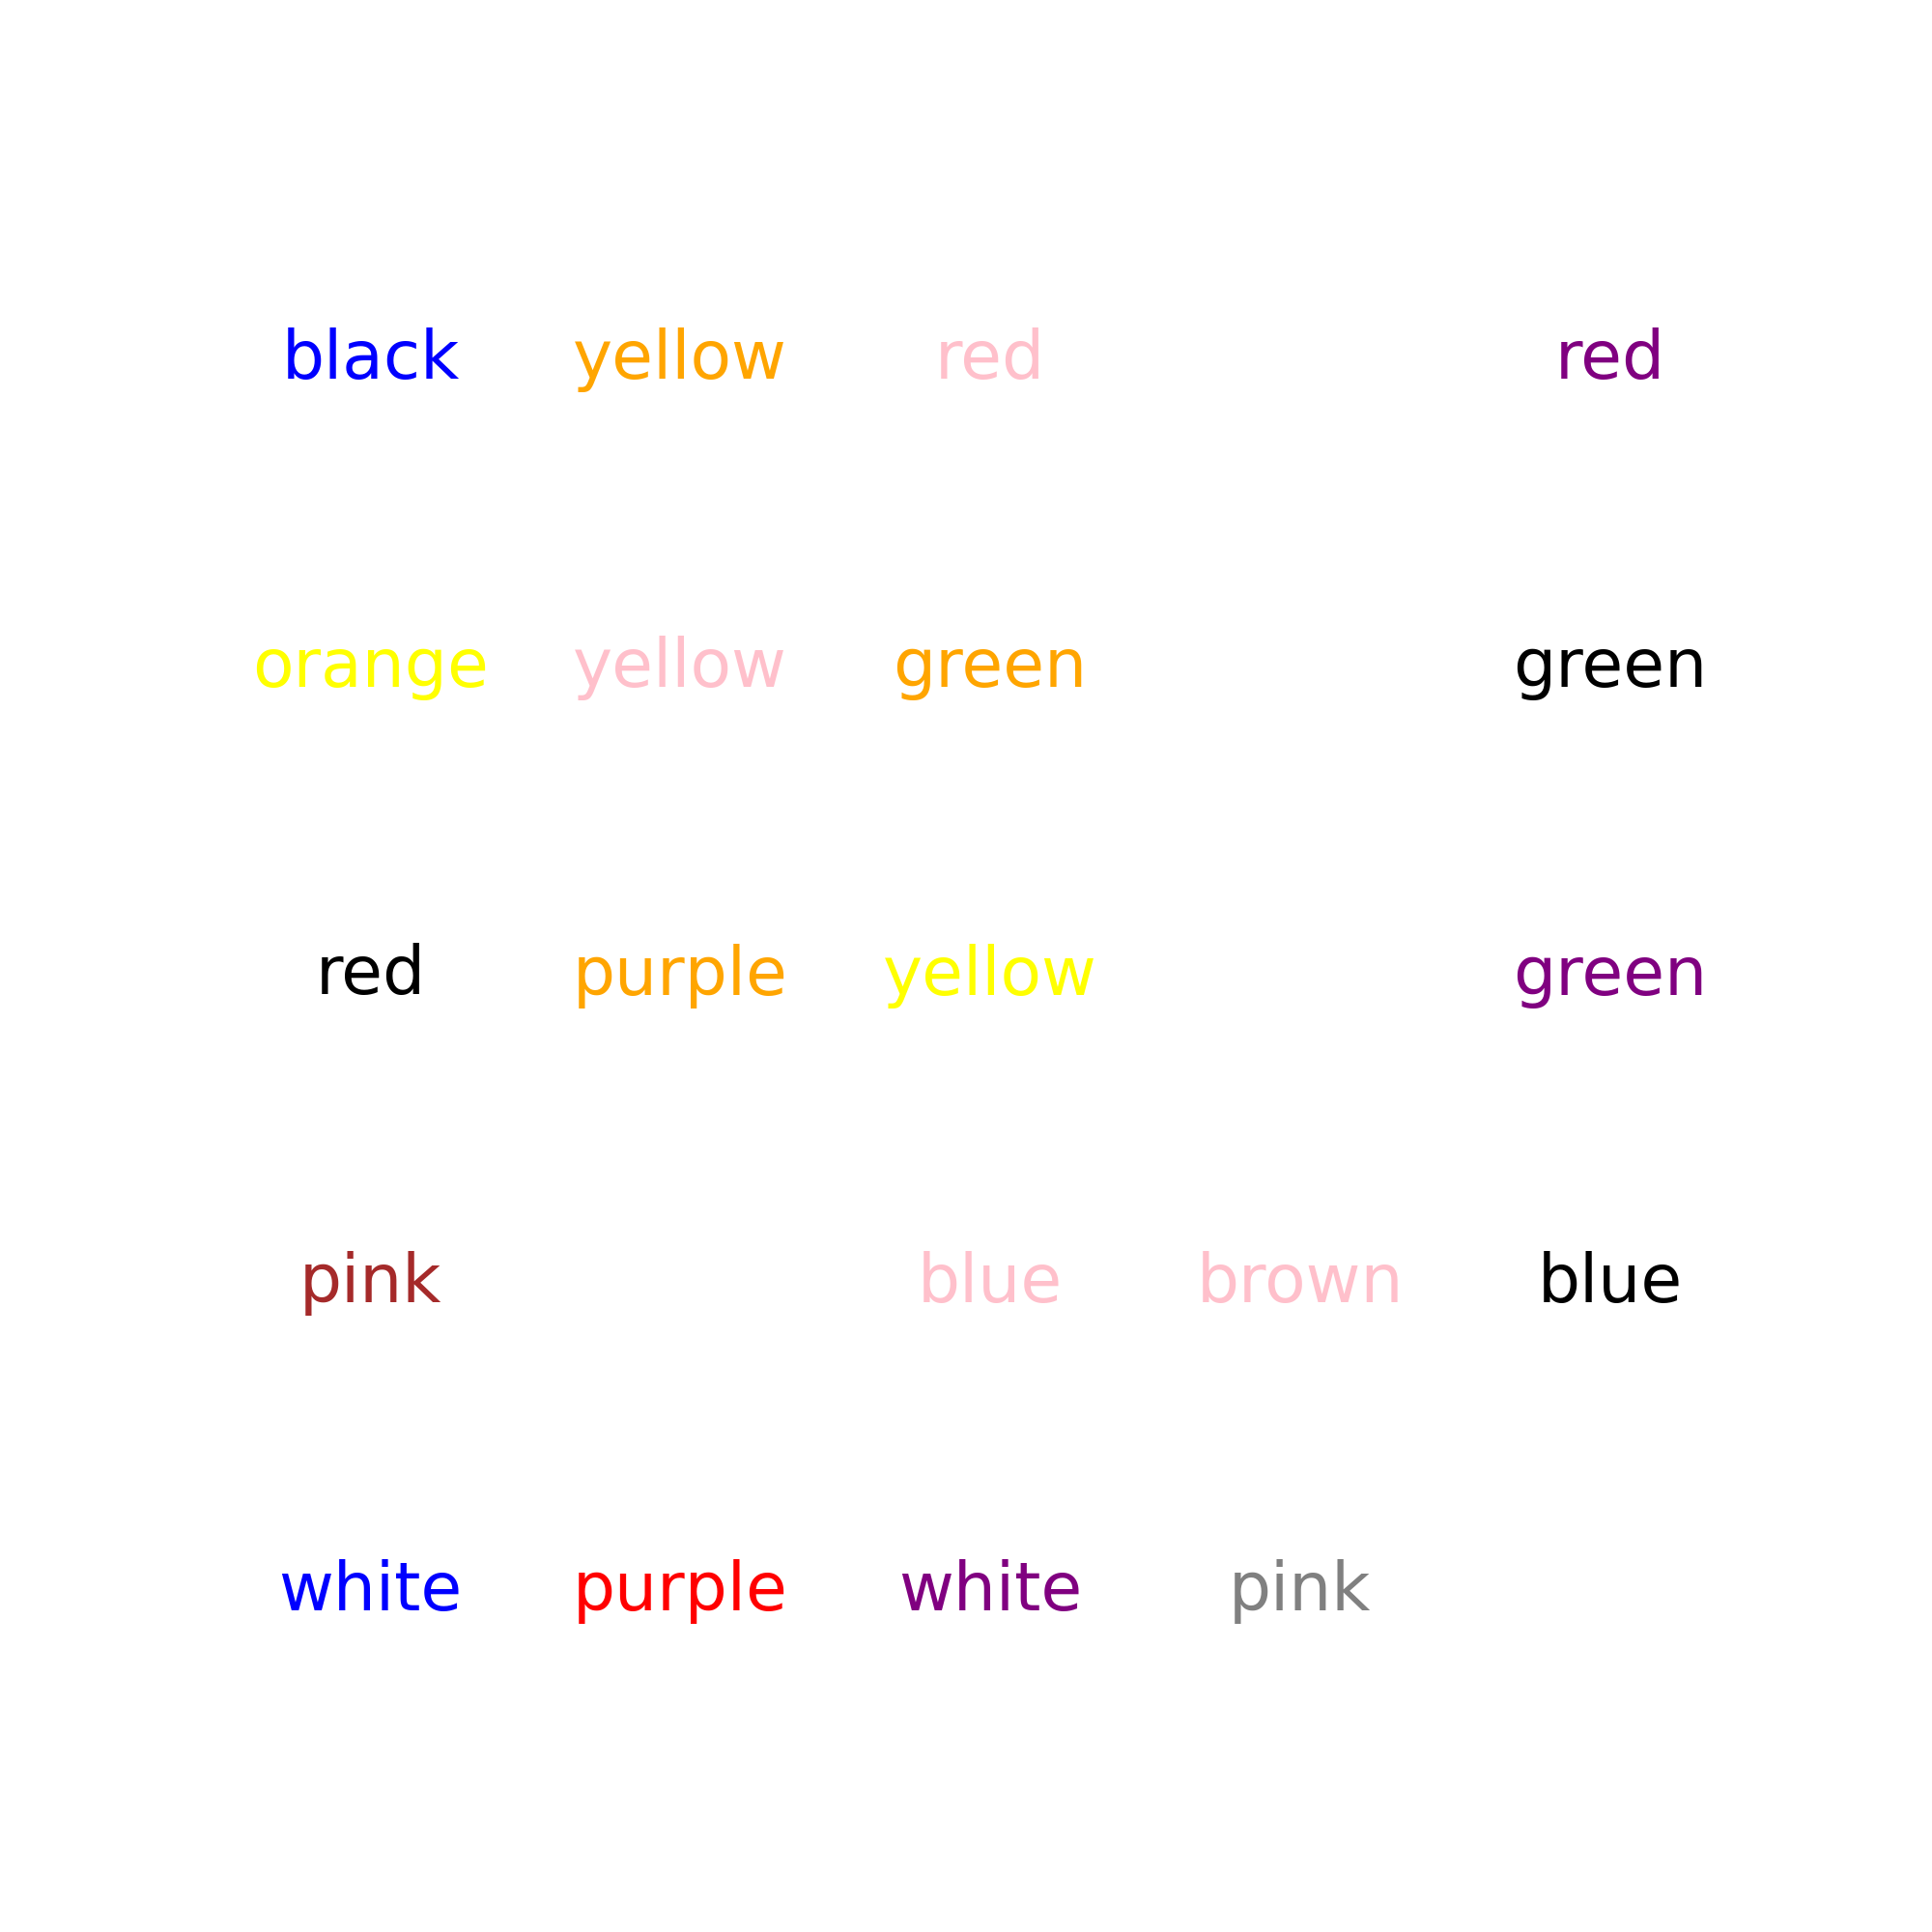 black yellow red red
orange yellow green green
red purple yellow green
pink blue brown blue
white purple white pink